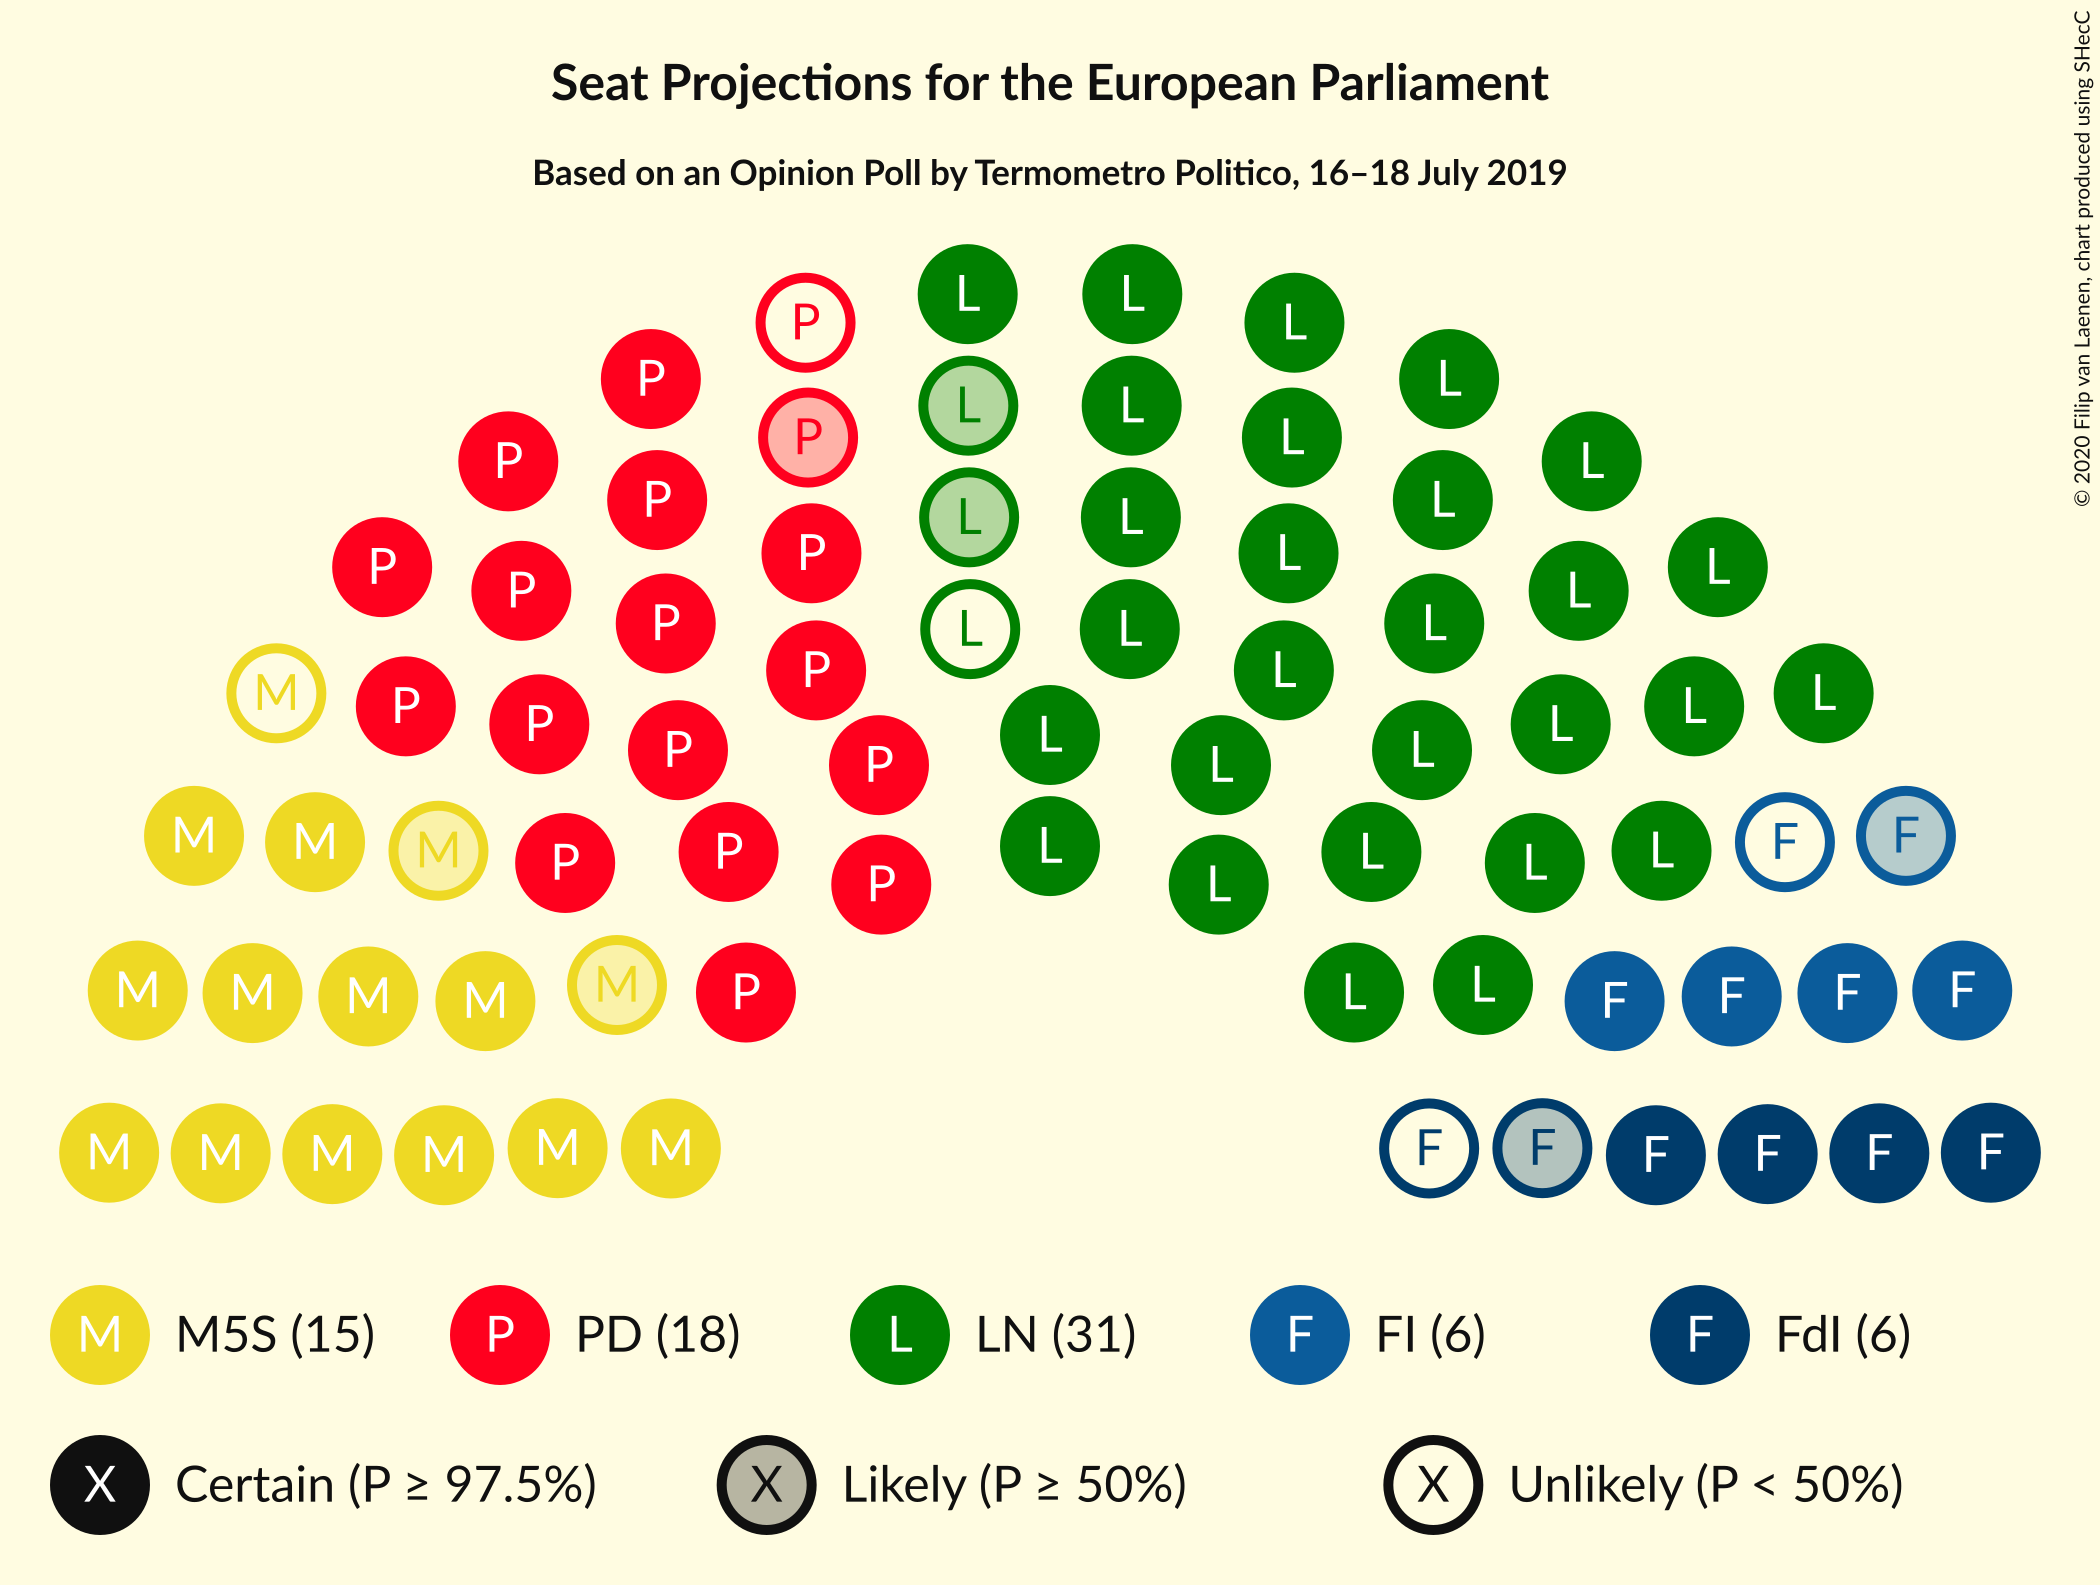 Seat Projections for the European Parliament
Based on an Opinion Poll by Termometro Politico, 16–18 July 2019
© 2020 Filip van Laenen, chart produced using SHecC
L L
P L L
P L
P L L P L
P L
P L L
P L
P L L P L
P L
P L
L L
M P L
P L L
P L
P L
L
P L
M M M P P L L L F F
P L
M M M M M P L L F F F F
M M M M M M F F F F F F
M M5S (15) P PD (18) L LN (31) F FI (6) F FdI (6)
X Certain (P ≥ 97.5%) X Likely (P ≥ 50%) X Unlikely (P < 50%)